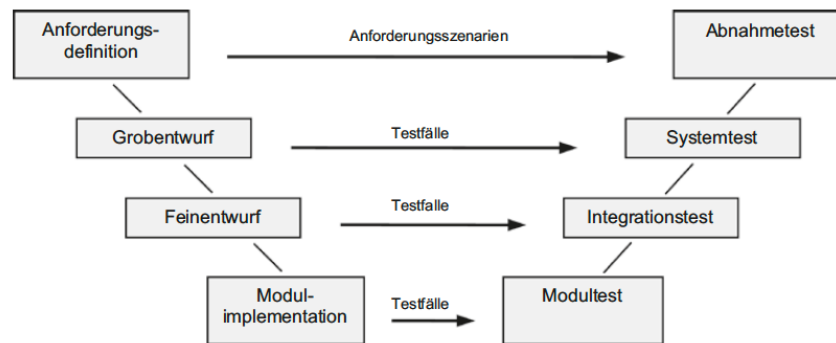 Anforderungs-
definition
Anforderungsszenarien
Abnahmetest
Grobentwurf
Testfälle
Systemtest
Feinentwurf
Testfalle
Integrationstest
Modul-
implementation
Testfälle
Modultest